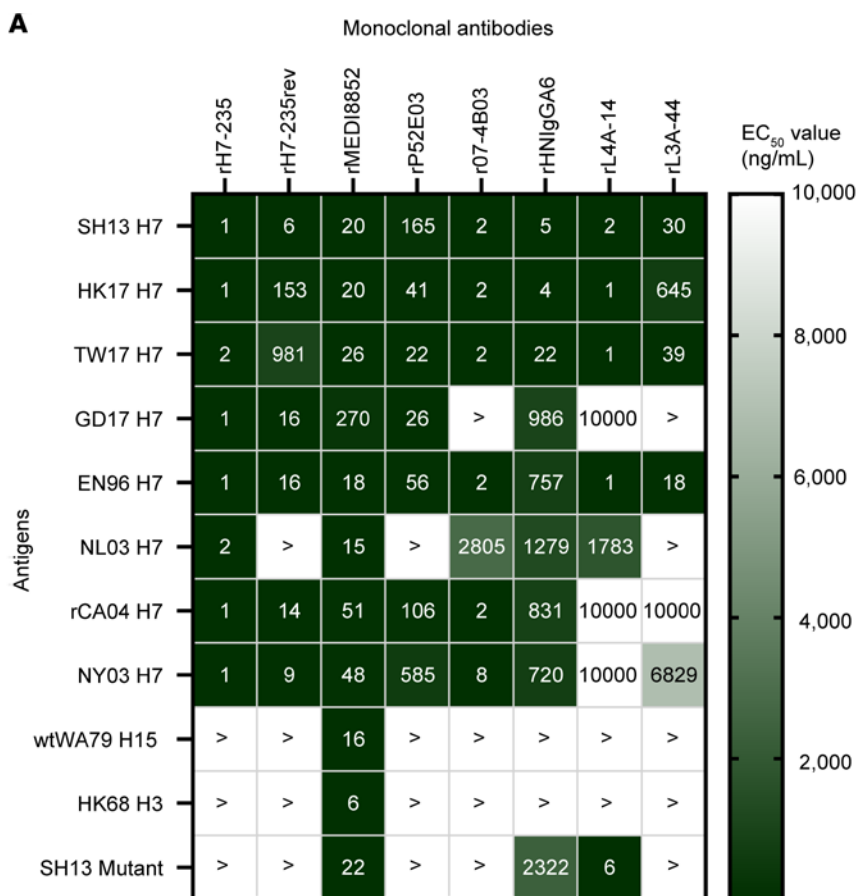 A
Monoclonal antibodies
rH7-235
rH7-235rev
rMEDI8852
rP52E03
r07-4B03
rHNIgGA6
rL4A-14
rL3A-44
EC50 value
(ng/mL)
Antigens
SH13 H7 1 6 20 165 2 5 2 30
HK17 H7 1 153 20 41 2 4 1 645
TW17 H7 2 981 26 22 2 22 1 39
GD17 H7 1 16 270 26 > 986 10000 >
EN96 H7 1 16 18 56 2 757 1 18
NL03 H7 2 > 15 > 2805 1279 1783 >
rCA04 H7 1 14 51 106 2 831 10000 10000
NY03 H7 1 9 48 585 8 720 10000 6829
wtWA79 H15 > > 16 > > > > >
HK68 H3 > > 6 > > > > >
SH13 Mutant > > 22 > > 2322 6 >
10,000
8,000
6,000
4,000
2,000